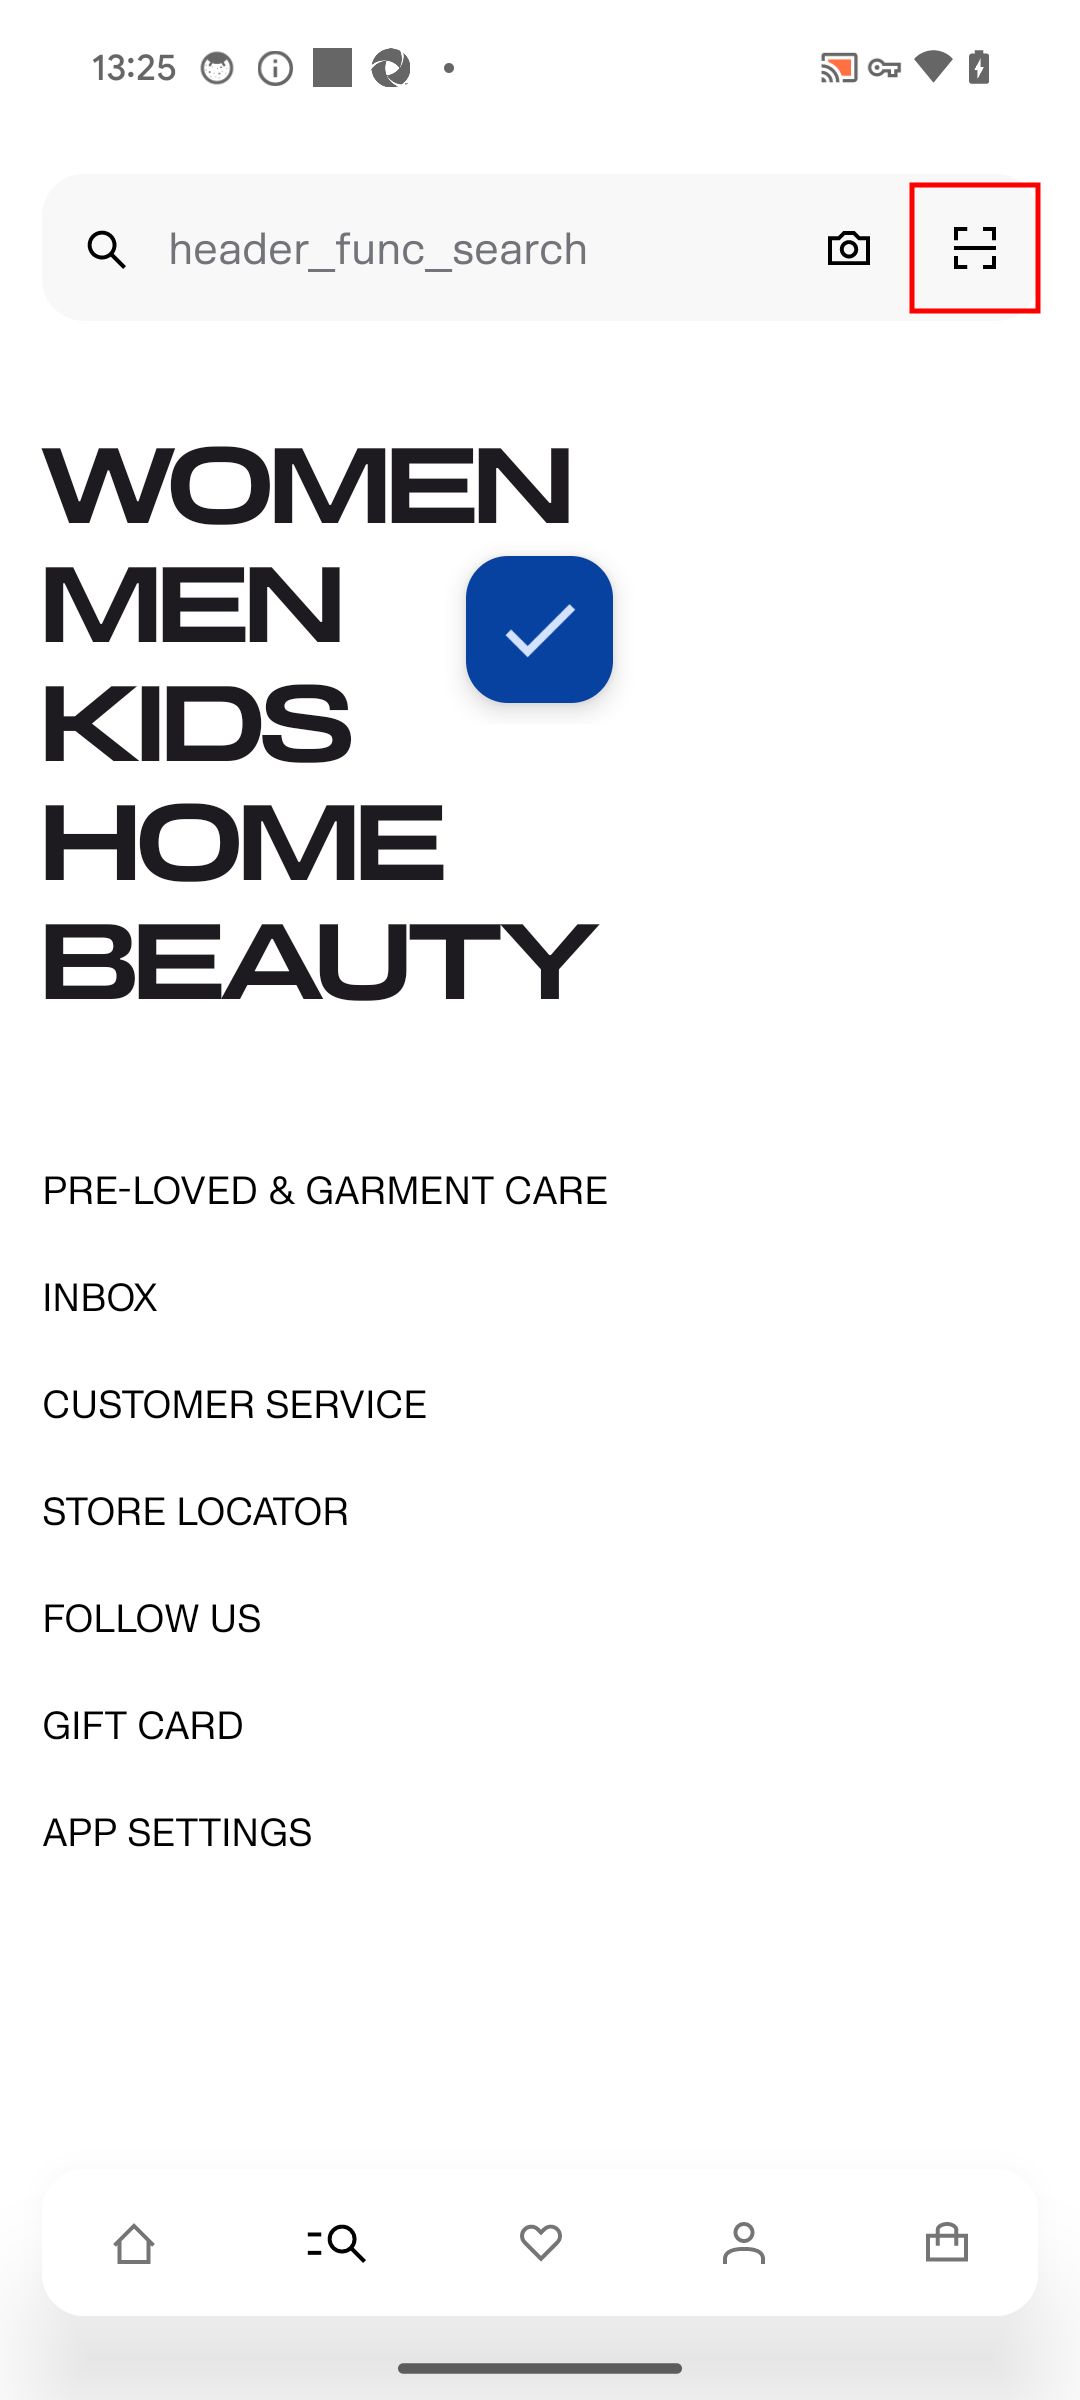 13:25
header_func_search
WOMEN
MEN
KIDS
HOME
BEAUTY
PRE-LOVED & GARMENT CARE
INBOX
CUSTOMER SERVICE
STORE LOCATOR
FOLLOW US
GIFT CARD
APP SETTINGS